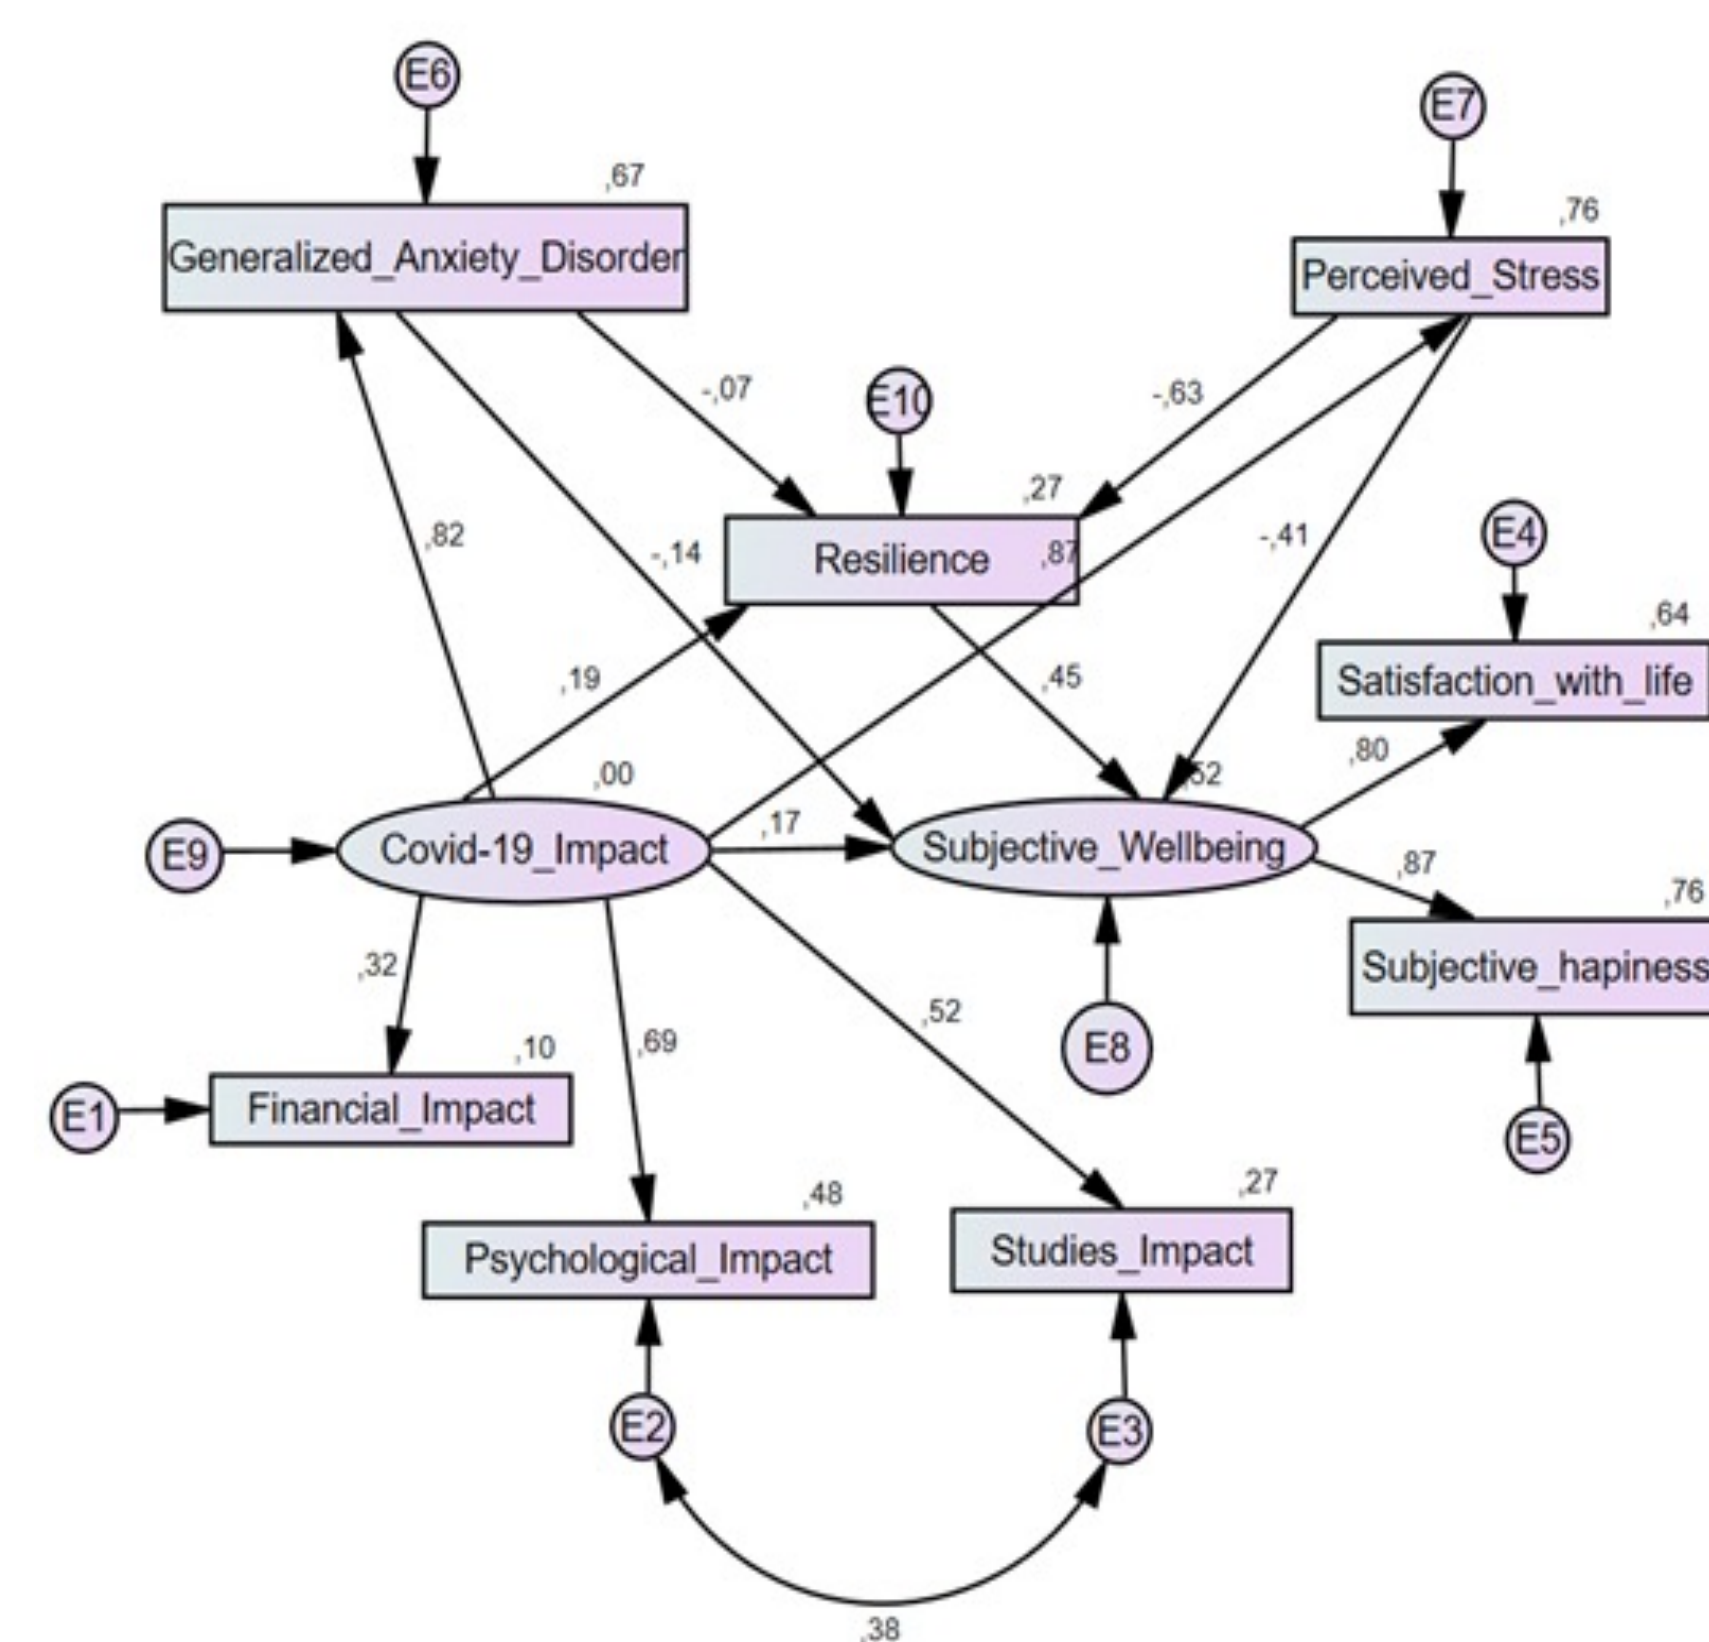 E6
E7
,67
,76
Generalized_Anxiety_Disorder
Perceived_Stress
-,07
E10
-,63
,27
,82
-,14
Resilience
,87
-,41
E4
,64
,19
,45
Satisfaction_with_life
,80
,00
,52
,17
E9
Covid-19_Impact
Subjective_Wellbeing
,87
,76
,32
Subjective_hapiness
,52
,69
E8
,10
E1
Financial_Impact
E5
,48
,27
Psychological_Impact
Studies_Impact
E2
E3
,38